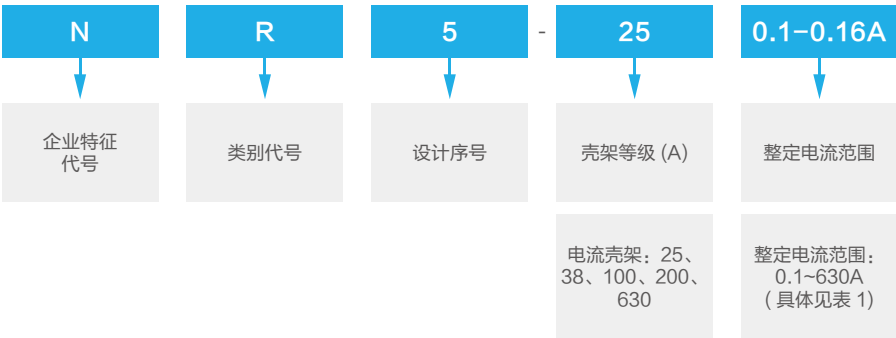 N R 5 - 25 0.1-0.16A
企业特征
代号
类别代号
设计序号
壳架等级 (A)
整定电流范围
电流壳架：25、
38、100、200、
630
整定电流范围：
0.1~630A
( 具体见表 1)